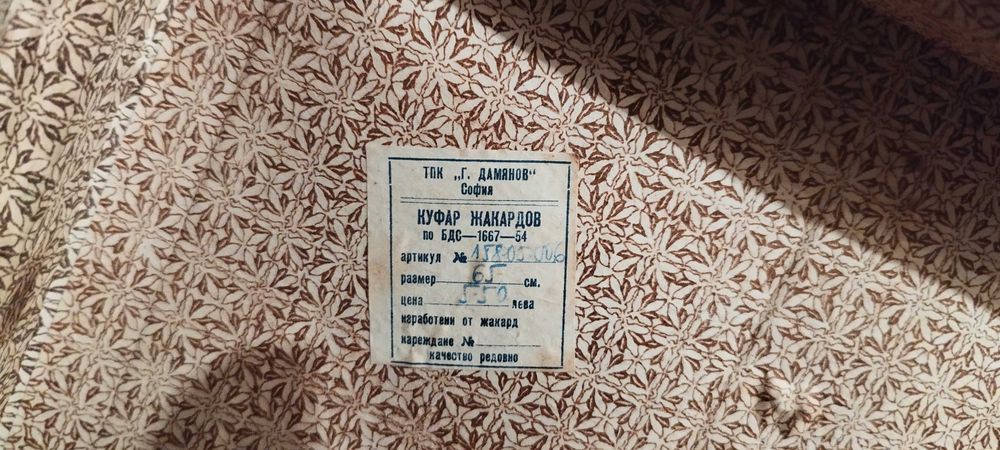 ТПК „Г. ДАМЯНОВ“
София
КУФАР ЖАКАРДОВ
по БДС—1667—54
артикул №
размер 65 см.
цена 550 лева
изработени от жакард
нареждане №
качество редовно